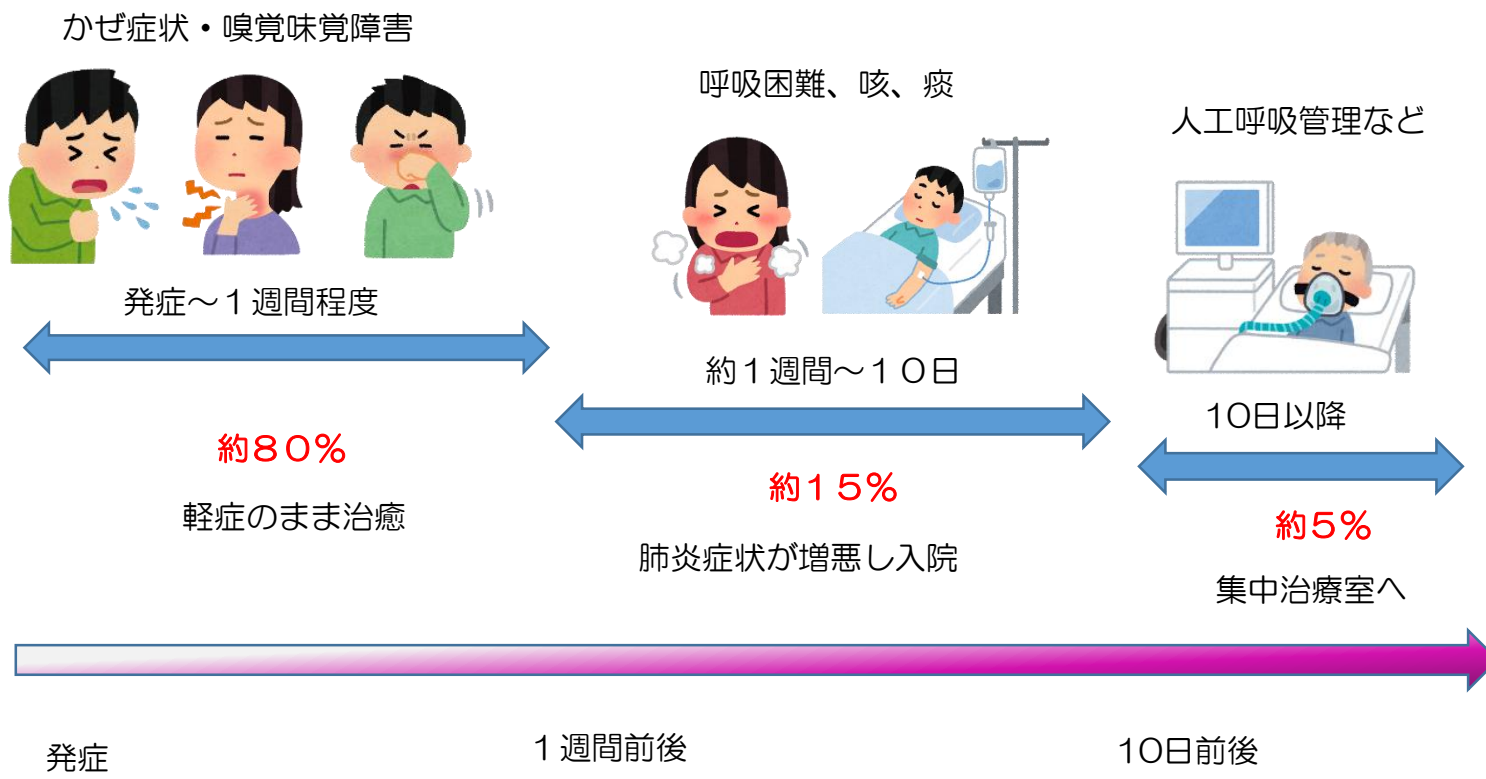 かぜ症状・嗅覚味覚障害
発症～１週間程度
約８０％
軽症のまま治癒
呼吸困難、咳、痰
約１週間～１０日
約１５％
肺炎症状が増悪し入院
人工呼吸管理など
10日以降
約５％
集中治療室へ
発症
１週間前後
10日前後